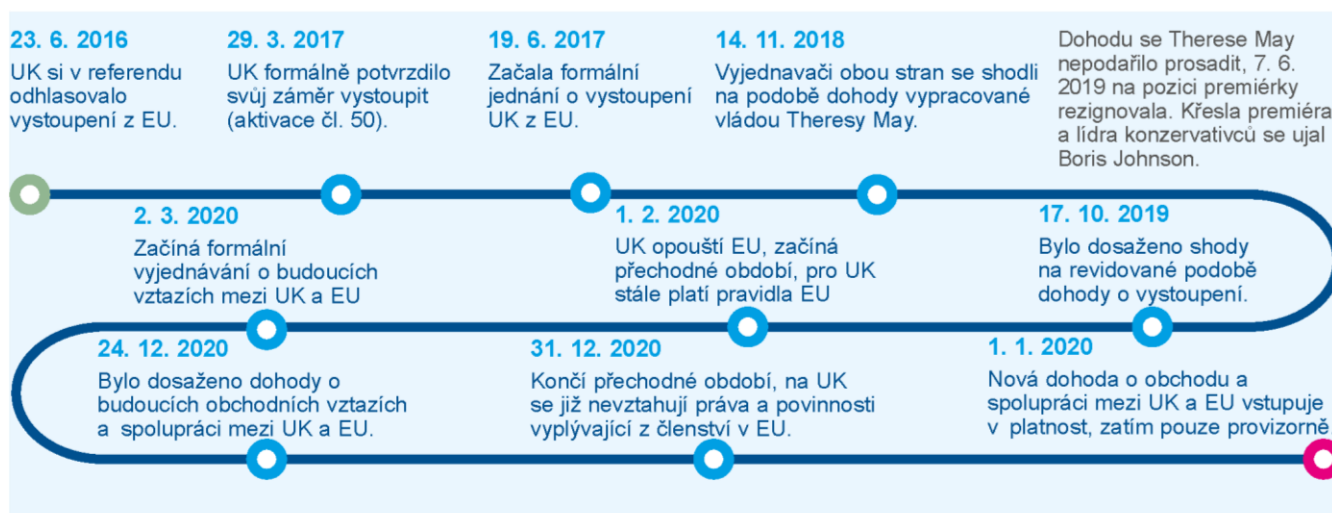 23. 6. 2016
UK si v referendu
odhlasovalo
vystoupení z EU.
29. 3. 2017
UK formálně potvrzdilo
svůj záměr vystoupit
(aktivace čl. 50).
19. 6. 2017
Začala formální
jednání o vystoupení
UK z EU.
14. 11. 2018
Vyjednavači obou stran se shodli
na podobě dohody vypracované
vládou Theresy May.
Dohodu se Therese May
nepodařilo prosadit, 7. 6.
2019 na pozici premiérky
rezignovala. Křesla premiéra
a lídra konzervativců se ujal
Boris Johnson.
17. 10. 2019
Bylo dosaženo shody
na revidované podobě
dohody o vystoupení.
1. 2. 2020
UK opouští EU, začíná
přechodné období, pro UK
stále platí pravidla EU
2. 3. 2020
Začíná formální
vyjednávání o budoucích
vztazích mezi UK a EU
24. 12. 2020
Bylo dosaženo dohody o
budoucích obchodních vztazích
a spolupráci mezi UK a EU.
31. 12. 2020
Končí přechodné období, na UK
se již nevztahují práva a povinnosti
vyplývající z členství v EU.
1. 1. 2020
Nová dohoda o obchodu a
spolupráci mezi UK a EU vstupuje
v platnost, zatím pouze provizorně.